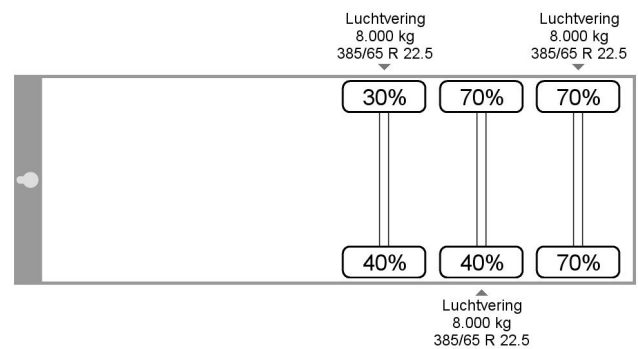 Luchtvering
8.000 kg
385/65 R 22.5
Luchtvering
8.000 kg
385/65 R 22.5
30% 70% 70%
40% 40% 70%
Luchtvering
8.000 kg
385/65 R 22.5